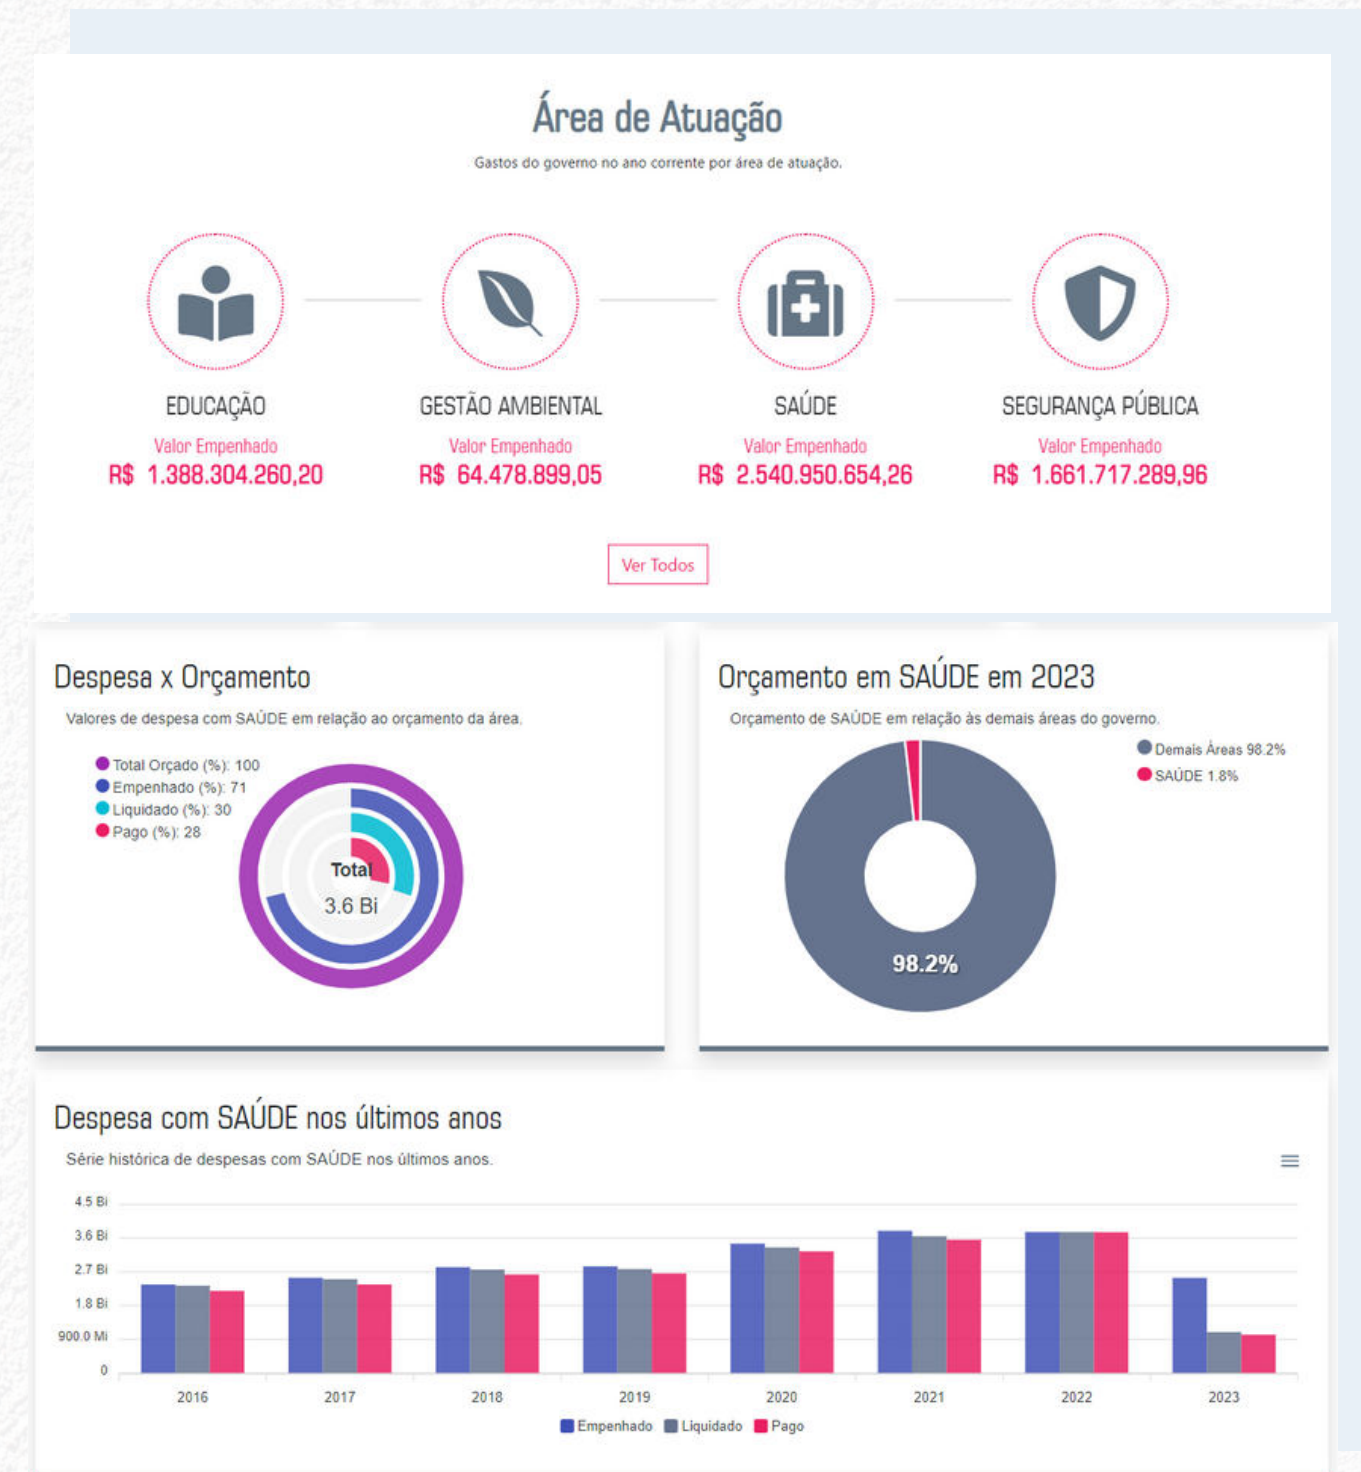 Área de Atuação
Gastos do governo no ano corrente por área de atuação.
EDUCAÇÃO
Valor Empenhado
R$ 1.388.304.260,20
GESTÃO AMBIENTAL
Valor Empenhado
R$ 64.478.899,05
SAÚDE
Valor Empenhado
R$ 2.540.950.654,26
SEGURANÇA PÚBLICA
Valor Empenhado
R$ 1.661.717.289,96
Ver Todos
Despesa x Orçamento
Valores de despesa com SAÚDE em relação ao orçamento da área.
Total Orçado (%): 100
Empenhado (%): 71
Liquidado (%): 30
Pago (%): 28
Total
3.6 Bi
Orçamento em SAÚDE em 2023
Orçamento de SAÚDE em relação às demais áreas do governo.
Demais Áreas 98.2%
SAÚDE 1.8%
98.2%
Despesa com SAÚDE nos últimos anos
Série histórica de despesas com SAÚDE nos últimos anos.
4.5 Bi
3.6 Bi
2.7 Bi
1.8 Bi
900.0 Mi
0
2016 2017 2018 2019 2020 2021 2022 2023
Empenhado Liquidado Pago